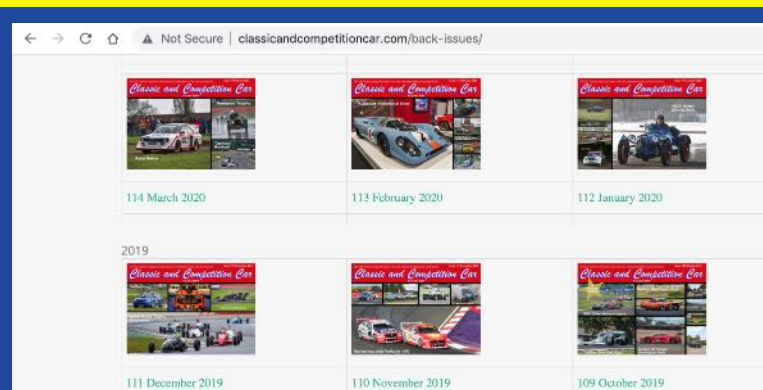 Not Secure | classicandcompetitioncar.com/back-issues/
Classic and Competition Car
Classic and Competition Car
Classic and Competition Car
114 March 2020
113 February 2020
112 January 2020
2019
Classic and Competition Car
Classic and Competition Car
Classic and Competition Car
111 December 2019
110 November 2019
109 October 2019